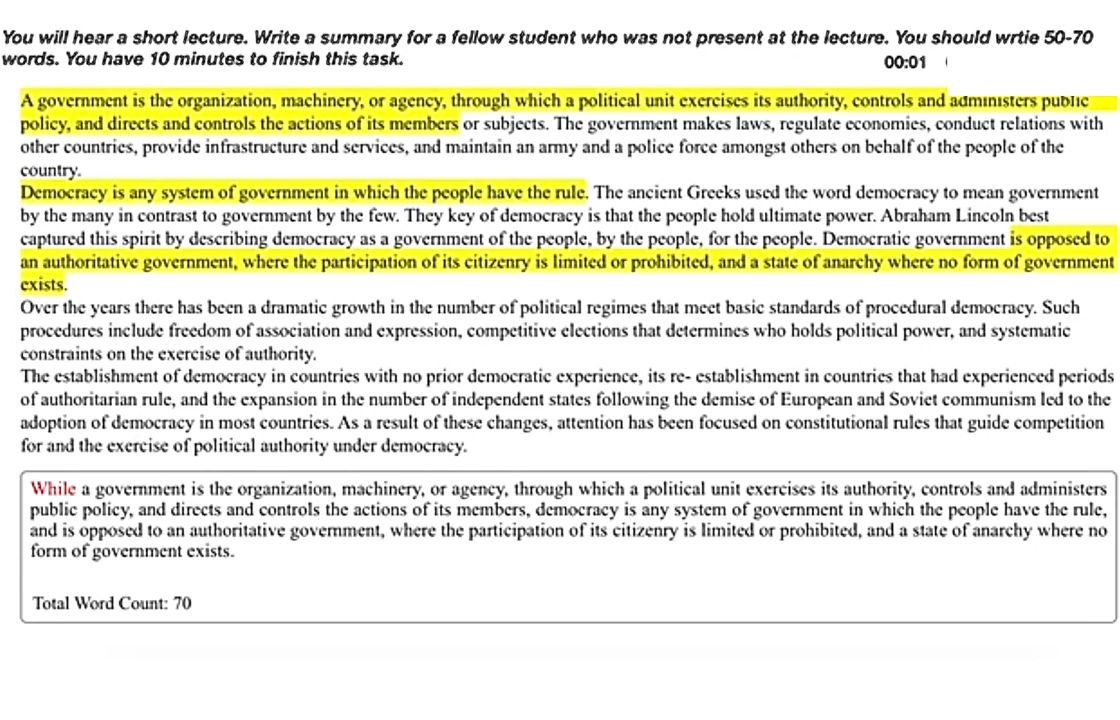 You will hear a short lecture. Write a summary for a fellow student who was not present at the lecture. You should wrtie 50-70
words. You have 10 minutes to finish this task.
00:01
A government is the organization, machinery, or agency, through which a political unit exercises its authority, controls and administers public
policy, and directs and controls the actions of its members or subjects. The government makes laws, regulate economies, conduct relations with
other countries, provide infrastructure and services, and maintain an army and a police force amongst others on behalf of the people of the
country.
Democracy is any system of government in which the people have the rule. The ancient Greeks used the word democracy to mean government
by the many in contrast to government by the few. They key of democracy is that the people hold ultimate power. Abraham Lincoln best
captured this spirit by describing democracy as a government of the people, by the people, for the people. Democratic government is opposed to
an authoritative government, where the participation of its citizenry is limited or prohibited, and a state of anarchy where no form of government
exists.
Over the years there has been a dramatic growth in the number of political regimes that meet basic standards of procedural democracy. Such
procedures include freedom of association and expression, competitive elections that determines who holds political power, and systematic
constraints on the exercise of authority.
The establishment of democracy in countries with no prior democratic experience, its re- establishment in countries that had experienced periods
of authoritarian rule, and the expansion in the number of independent states following the demise of European and Soviet communism led to the
adoption of democracy in most countries. As a result of these changes, attention has been focused on constitutional rules that guide competition
for and the exercise of political authority under democracy.
While a government is the organization, machinery, or agency, through which a political unit exercises its authority, controls and administers
public policy, and directs and controls the actions of its members, democracy is any system of government in which the people have the rule,
and is opposed to an authoritative government, where the participation of its citizenry is limited or prohibited, and a state of anarchy where no
form of government exists.
Total Word Count: 70